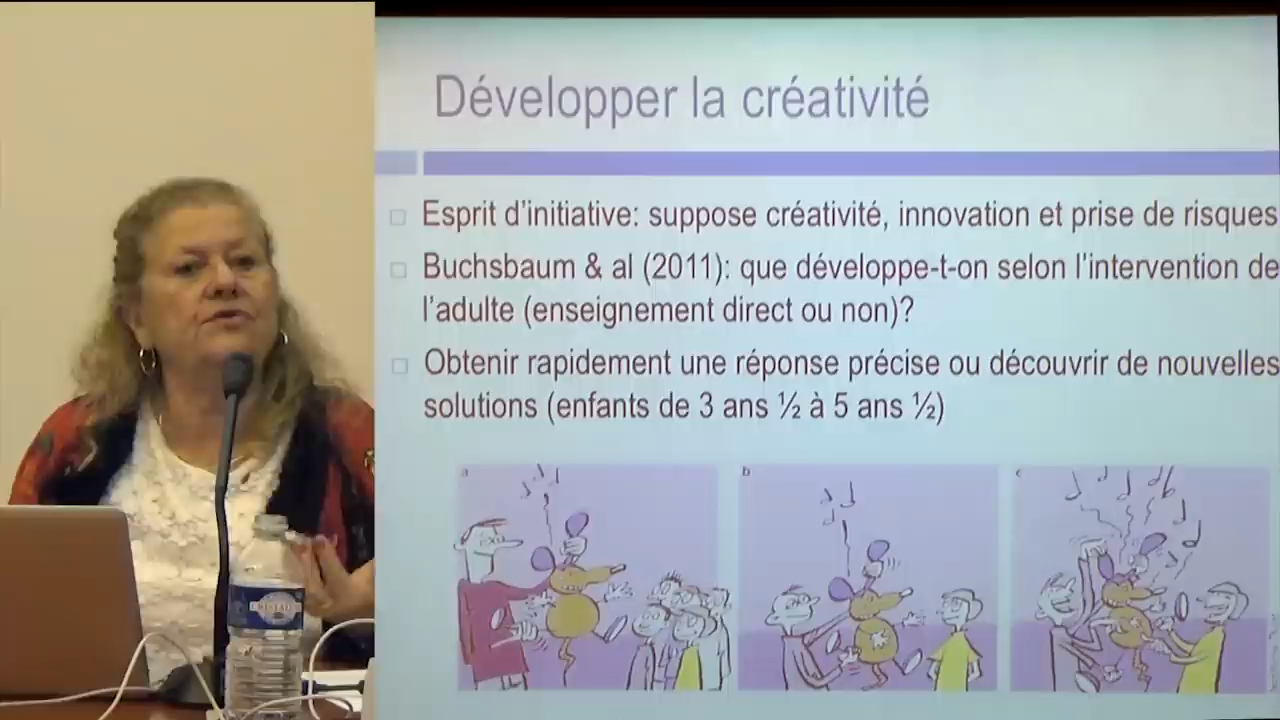 Développer la créativité
Esprit d'initiative: suppose créativité, innovation et prise de risques
Buchsbaum & al (2011): que développe-t-on selon l'intervention de
l'adulte (enseignement direct ou non)?
Obtenir rapidement une réponse précise ou découvrir de nouvelles
solutions (enfants de 3 ans ½ à 5 ans ½)
a
b
c